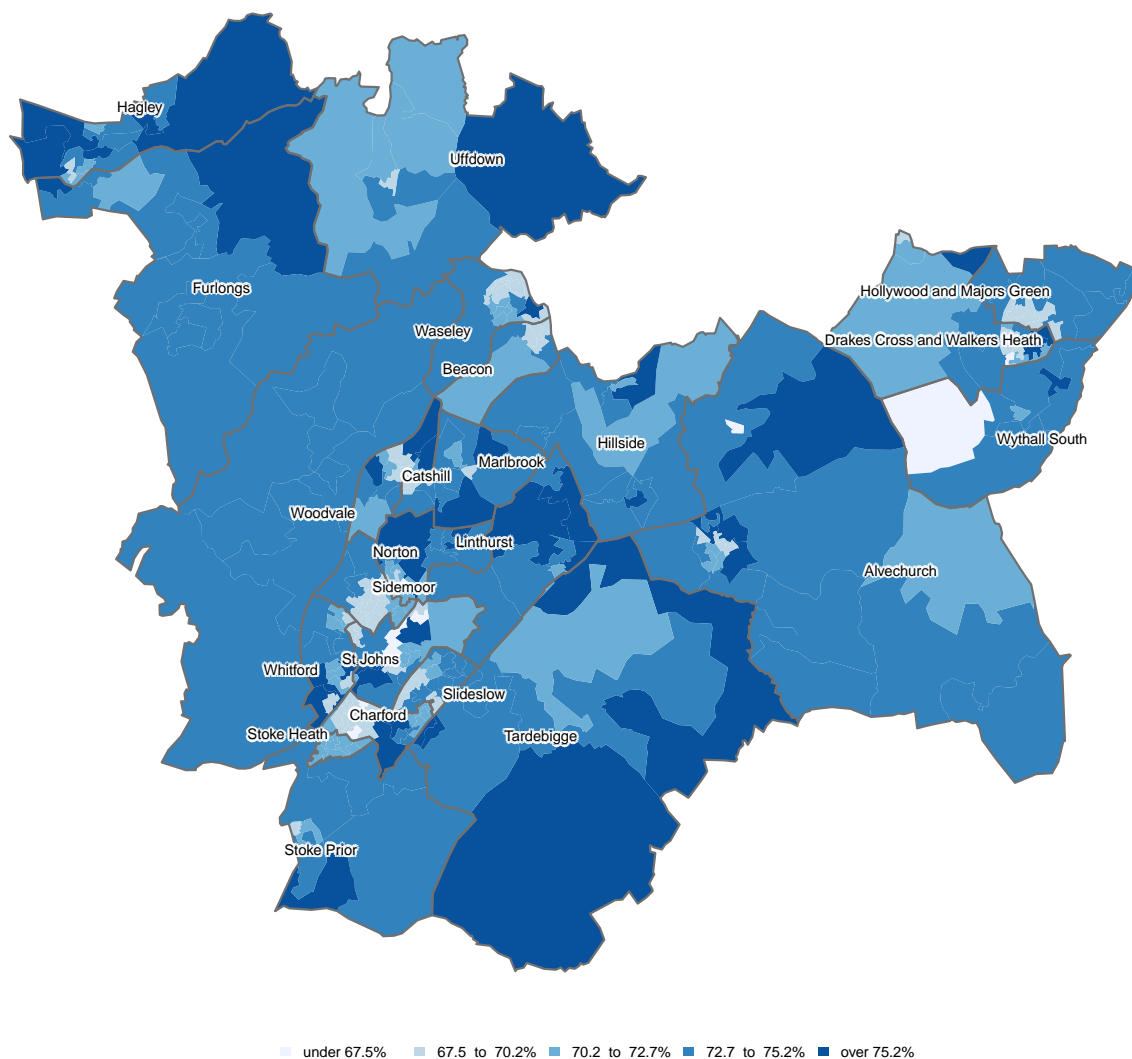 Hagley
Uffdown
Furlongs
Hollywood and Majors Green
Waseley
Drakes Cross and Walkers Heath
Beacon
Wythall South
Hillside
Marlbrook
Catshill
Woodvale
Linthurst
Norton
Alvechurch
Sidemoor
St Johns
Whitford
Slideslow
Charford
Stoke Heath
Tardebigge
Stoke Prior
under 67.5% 67.5 to 70.2% 70.2 to 72.7% 72.7 to 75.2% over 75.2%